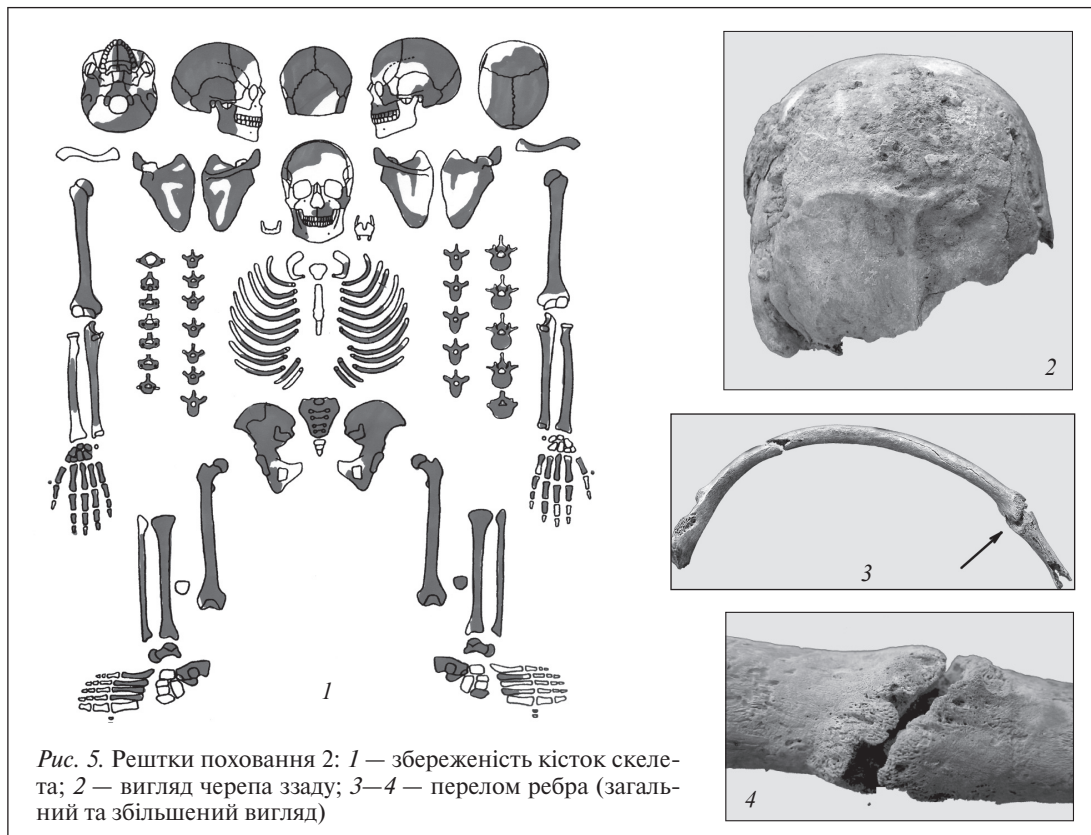 1
2
3
4
Рис. 5. Рештки поховання 2: 1 — збереженість кісток скеле-
та; 2 — вигляд черепа ззаду; 3—4 — перелом ребра (загаль-
ний та збільшений вигляд)